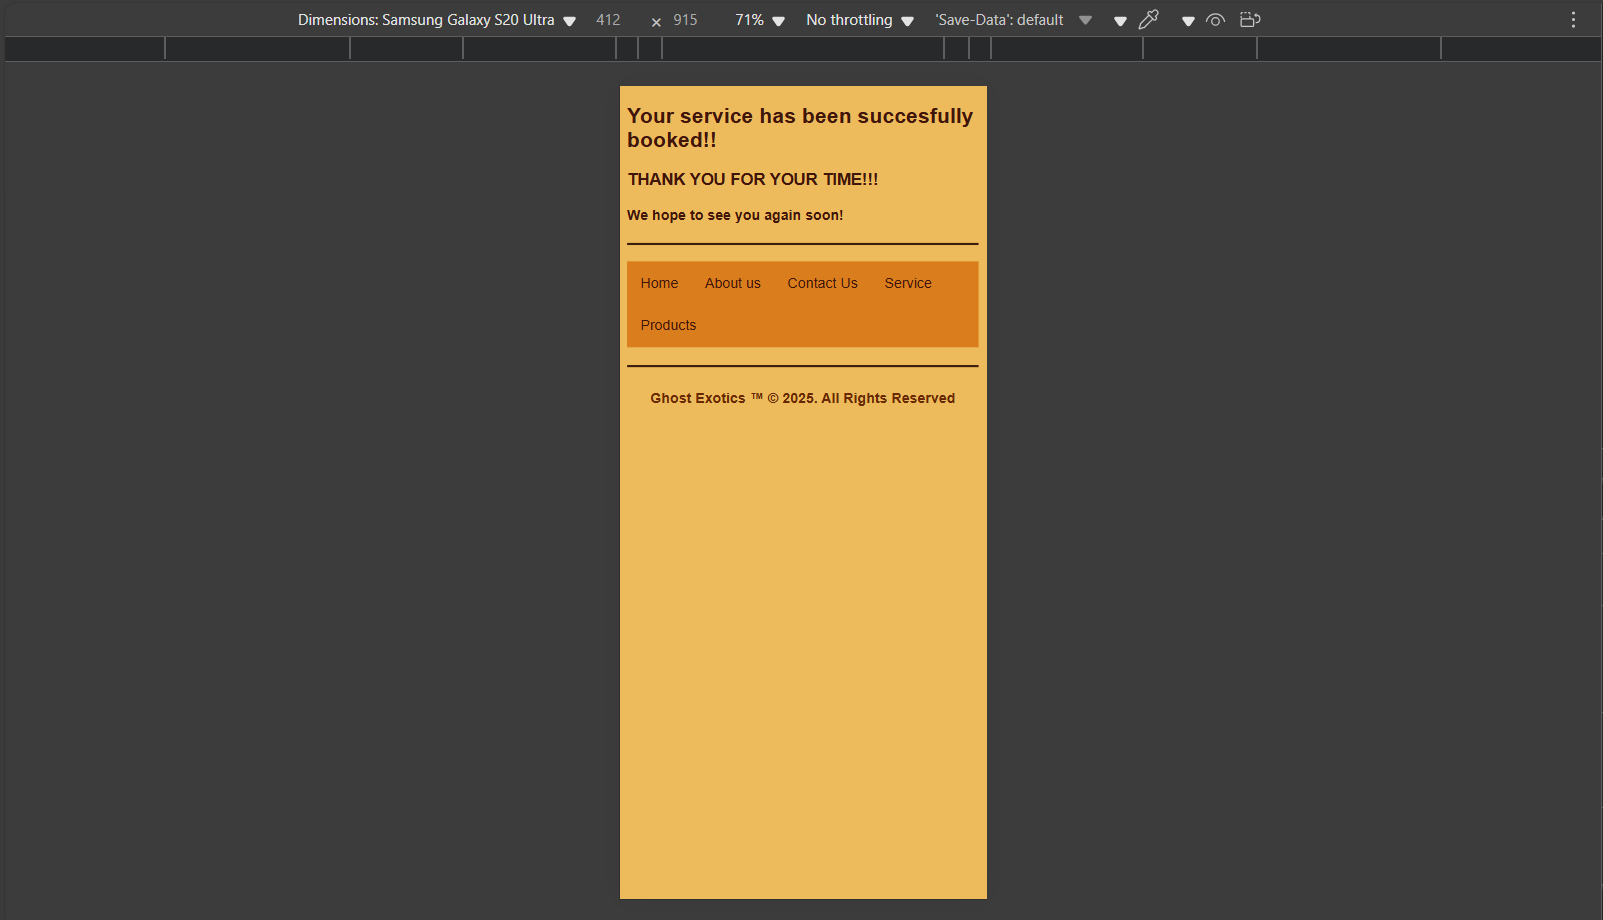 Dimensions: Samsung Galaxy S20 Ultra 412 × 915 71% No throttling 'Save-Data': default
Your service has been succesfully
booked!!
THANK YOU FOR YOUR TIME!!!
We hope to see you again soon!
Home About us Contact Us Service
Products
Ghost Exotics ™ © 2025. All Rights Reserved